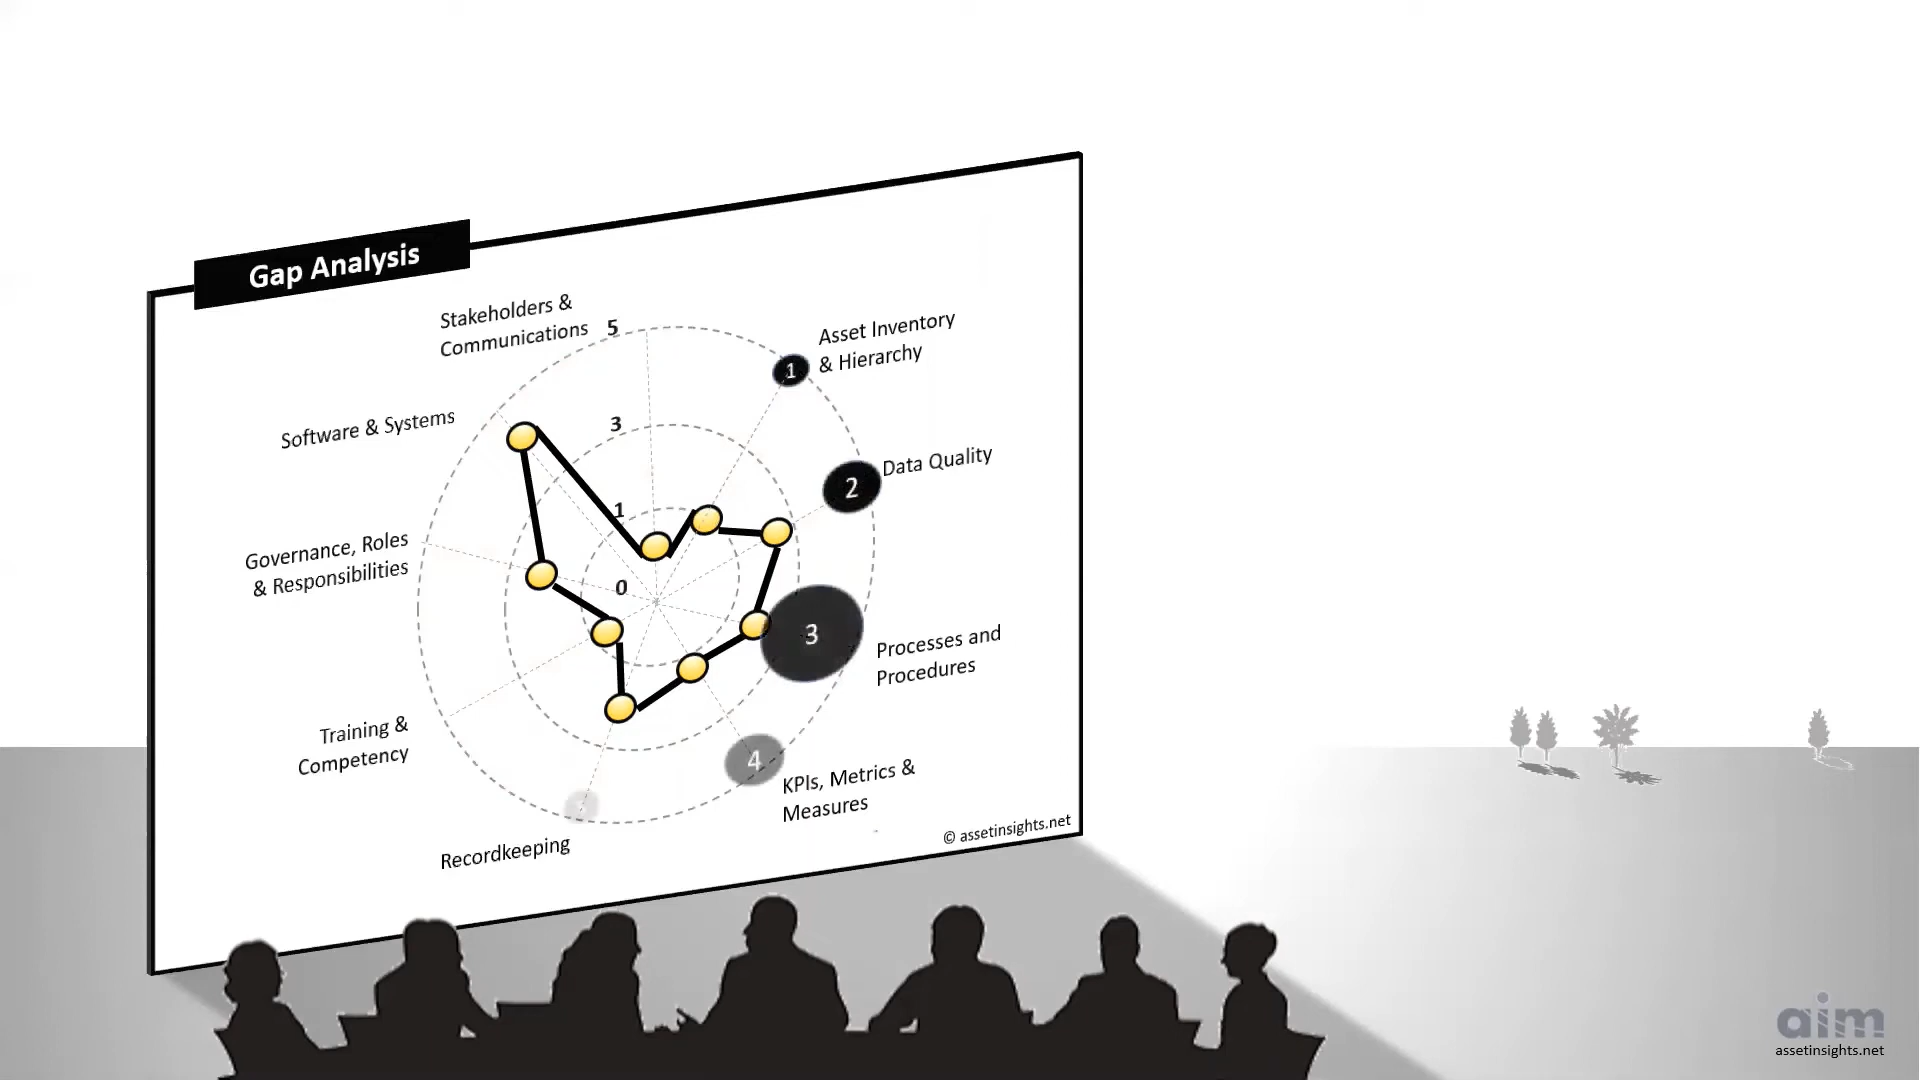 Gap Analysis
Stakeholders &
Communications
5
3
1
0
1
Asset Inventory
& Hierarchy
2
Data Quality
3
Processes and
Procedures
4
KPIs, Metrics &
Measures
Recordkeeping
Training &
Competency
Governance, Roles
& Responsibilities
Software & Systems
© assetinsights.net
aim
assetinsights.net